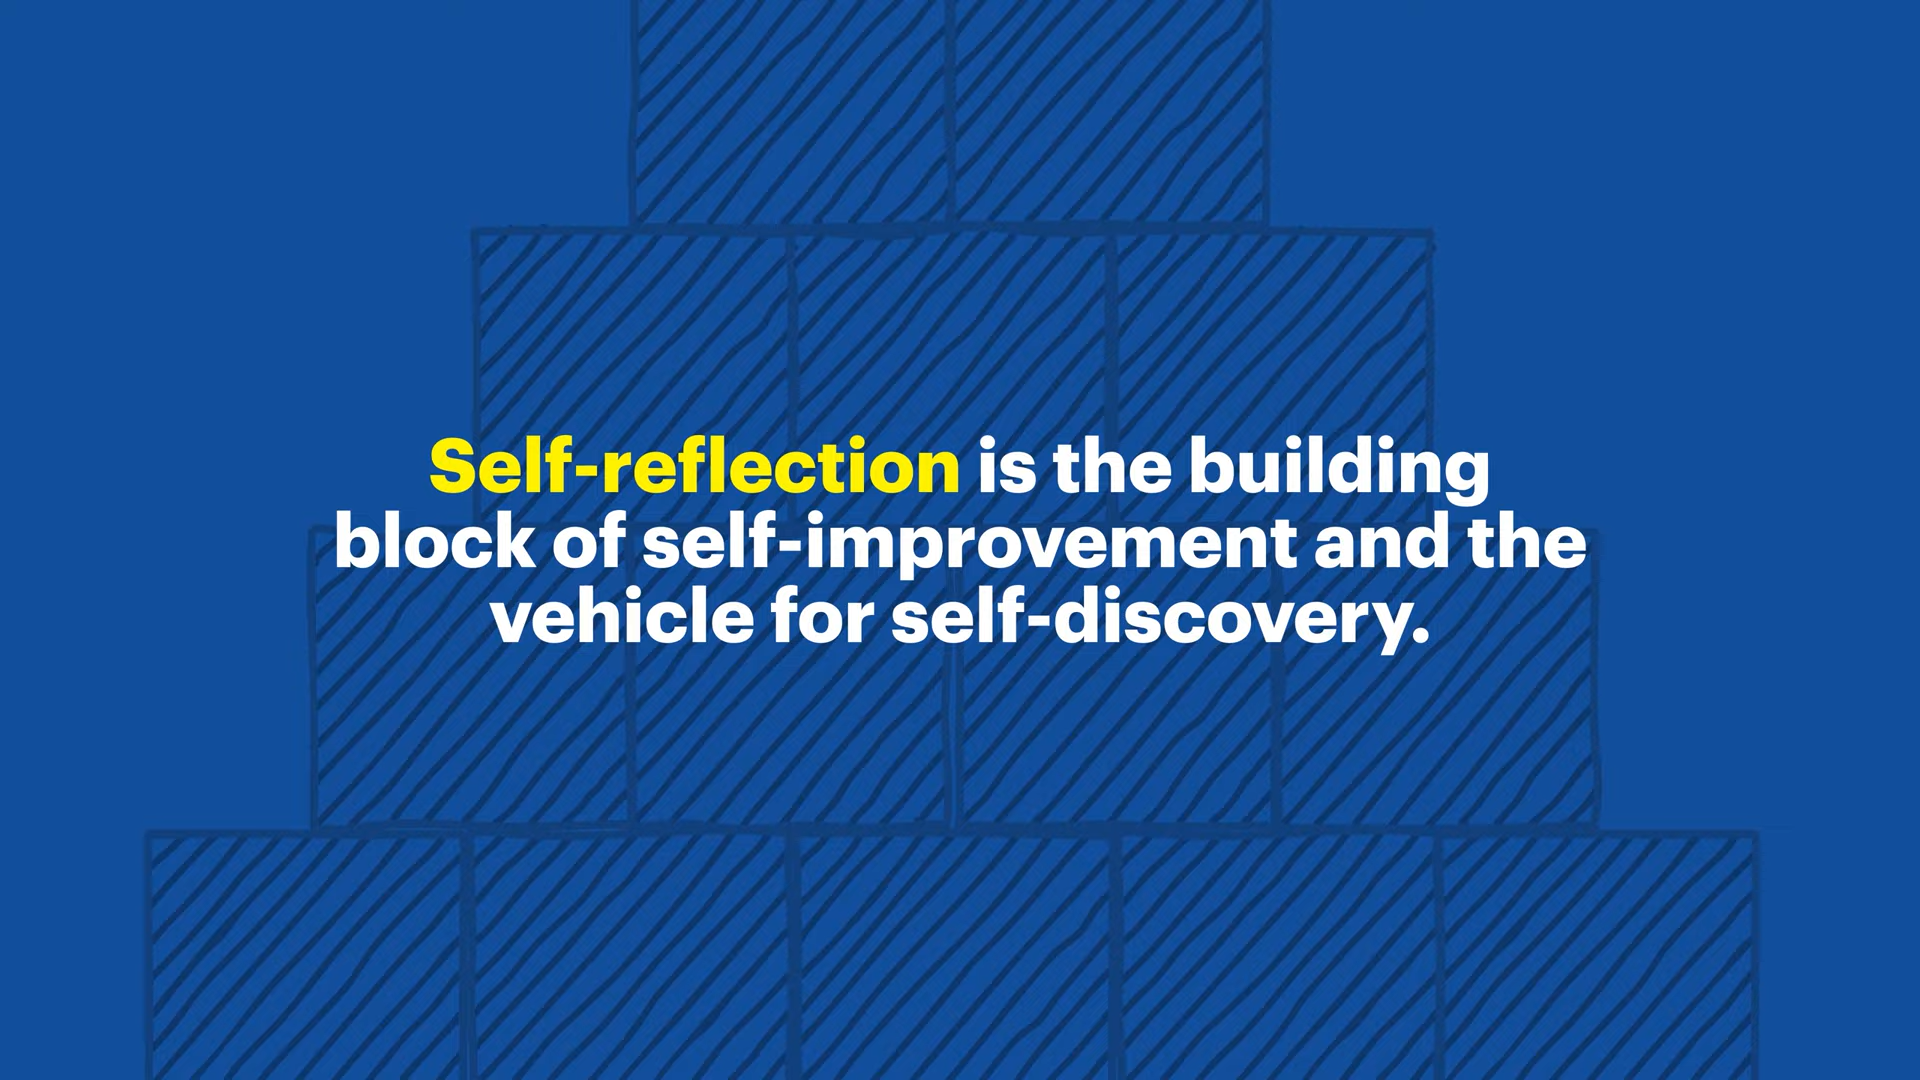 Self-reflection is the building
block of self-improvement and the
vehicle for self-discovery.